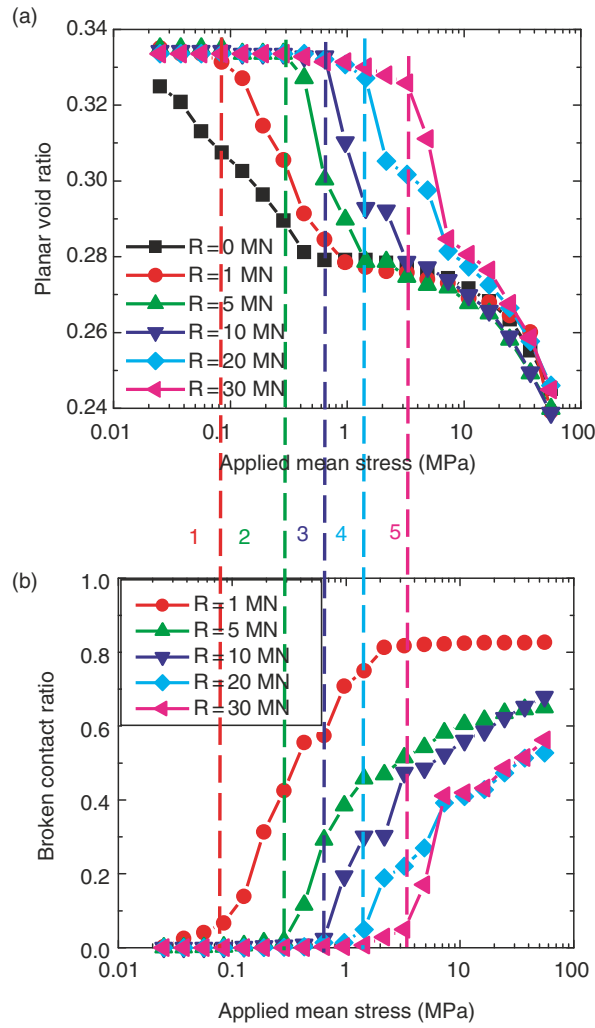 (a)
0.34
0.32
0.30
0.28
0.26
0.24
Planar void ratio
R = 0 MN
R = 1 MN
R = 5 MN
R = 10 MN
R = 20 MN
R = 30 MN
0.01
0.1
1
10
100
Applied mean stress (MPa)
1
2
3
4
5
(b)
1.0
0.8
0.6
0.4
0.2
0.0
Broken contact ratio
R = 1 MN
R = 5 MN
R = 10 MN
R = 20 MN
R = 30 MN
0.01
0.1
1
10
100
Applied mean stress (MPa)